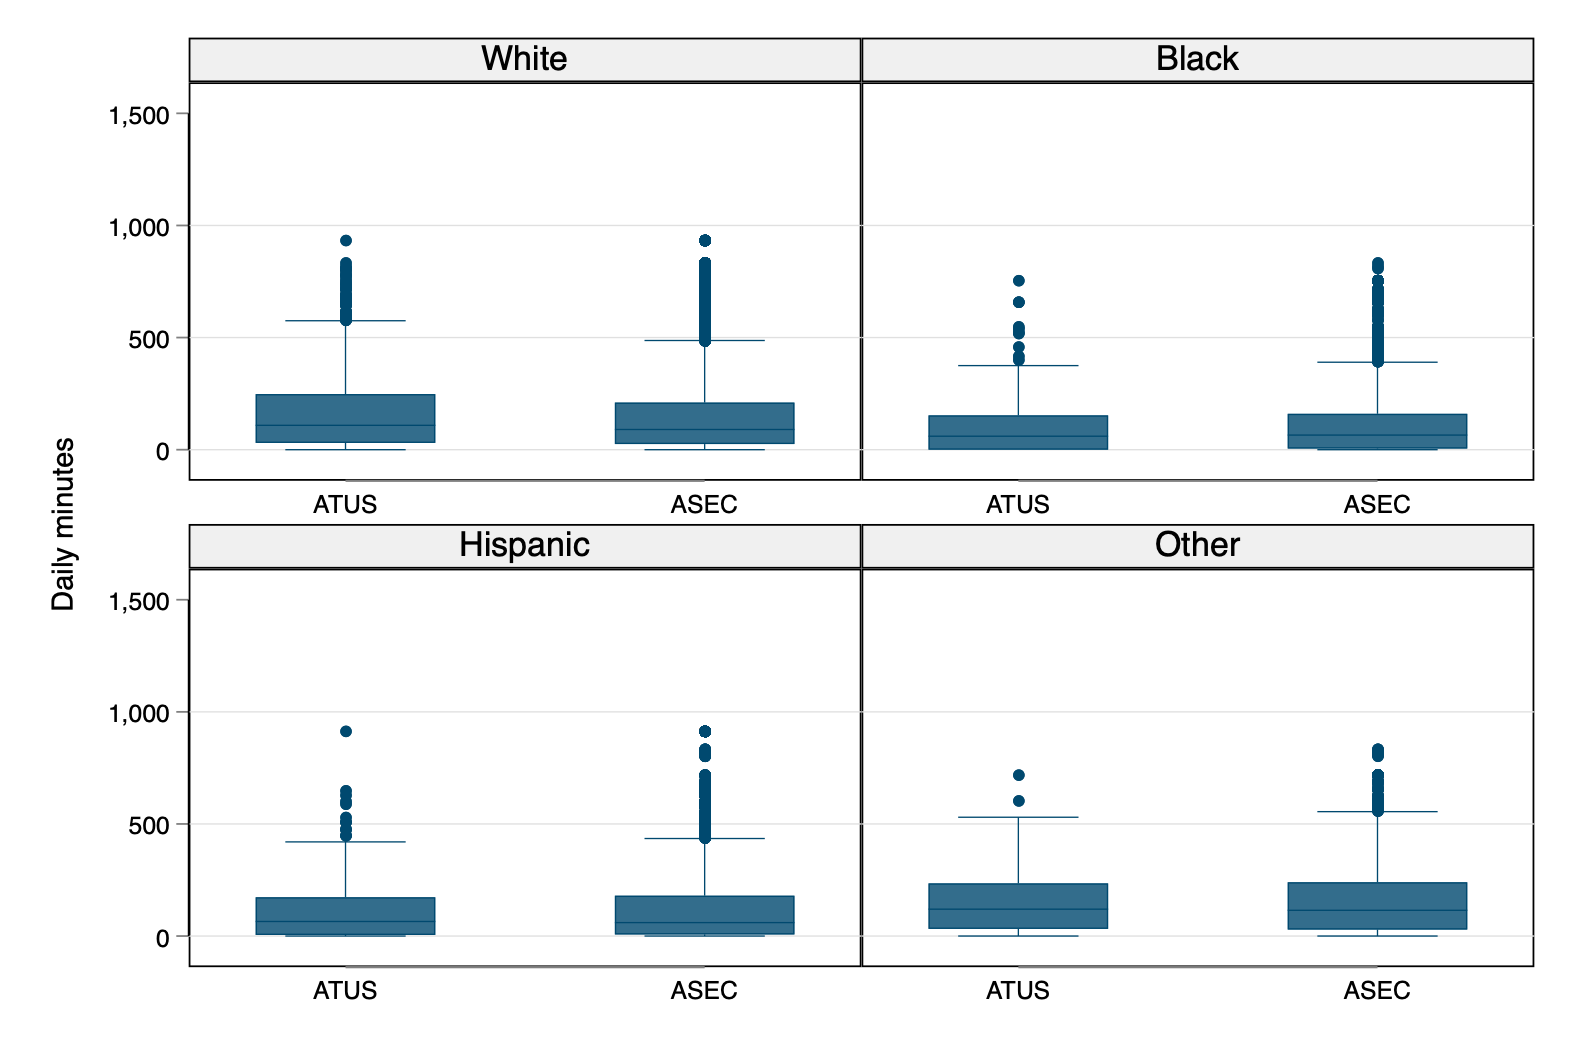 White
Black
1,500
1,000
500
0
ATUS
ASEC
ATUS
ASEC
Daily minutes
Hispanic
Other
1,500
1,000
500
0
ATUS
ASEC
ATUS
ASEC